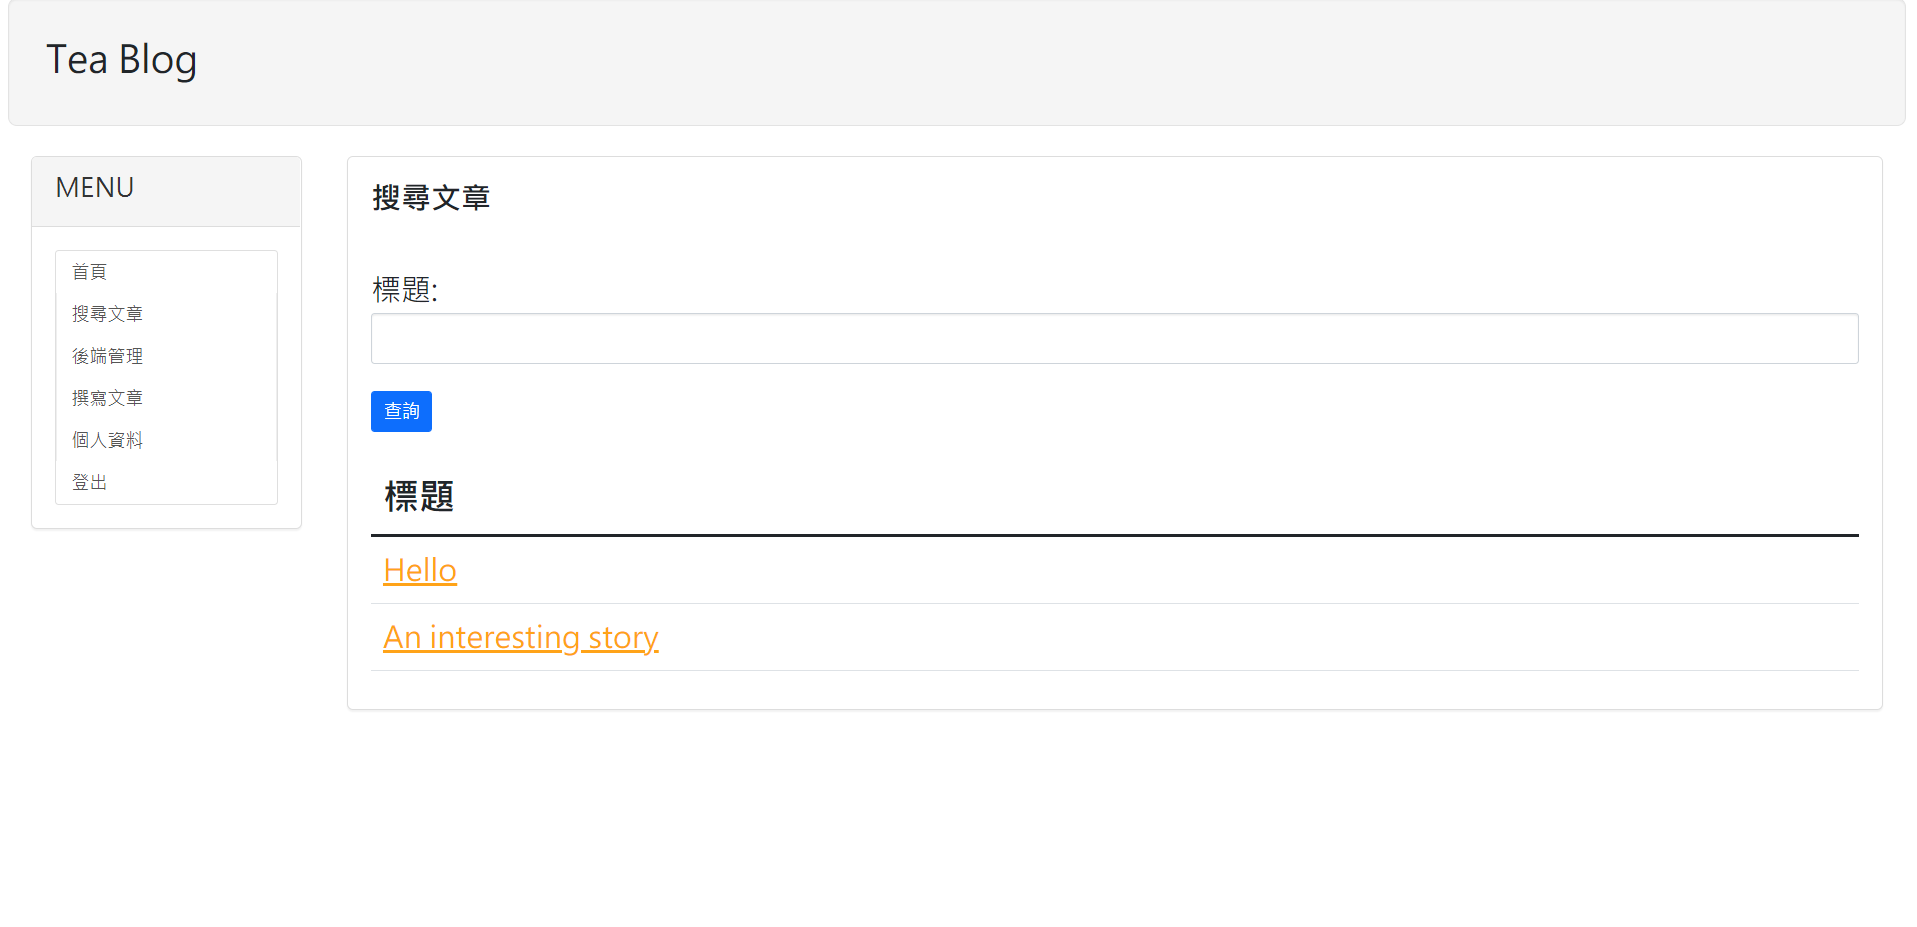 Tea Blog
MENU
首頁
搜尋文章
後端管理
撰寫文章
個人資料
登出
搜尋文章
標題:
查詢
標題
Hello
An interesting story